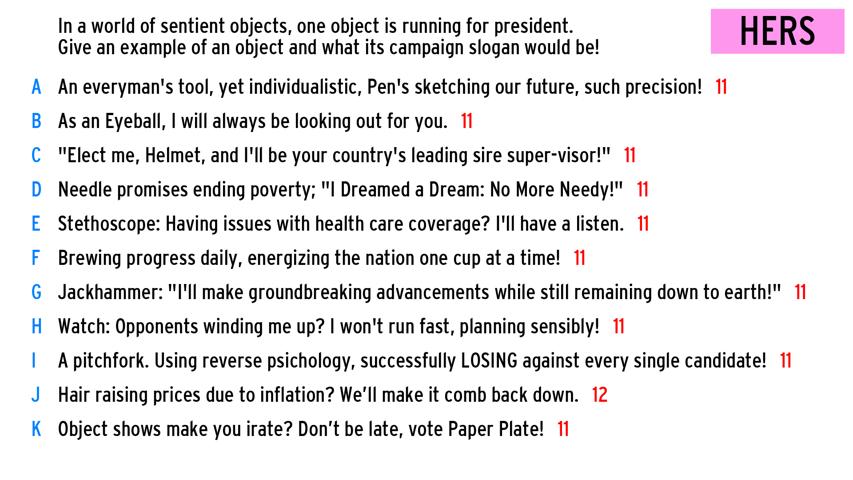 In a world of sentient objects, one object is running for president.
Give an example of an object and what its campaign slogan would be!
HERS
A An everyman's tool, yet individualistic, Pen's sketching our future, such precision! 11
B As an Eyeball, I will always be looking out for you. 11
C "Elect me, Helmet, and I'll be your country's leading sire super-visor!" 11
D Needle promises ending poverty; "I Dreamed a Dream: No More Needy!" 11
E Stethoscope: Having issues with health care coverage? I'll have a listen. 11
F Brewing progress daily, energizing the nation one cup at a time! 11
G Jackhammer: "I'll make groundbreaking advancements while still remaining down to earth!" 11
H Watch: Opponents winding me up? I won't run fast, planning sensibly! 11
I A pitchfork. Using reverse psichology, successfully LOSING against every single candidate! 11
J Hair raising prices due to inflation? We’ll make it comb back down. 12
K Object shows make you irate? Don’t be late, vote Paper Plate! 11